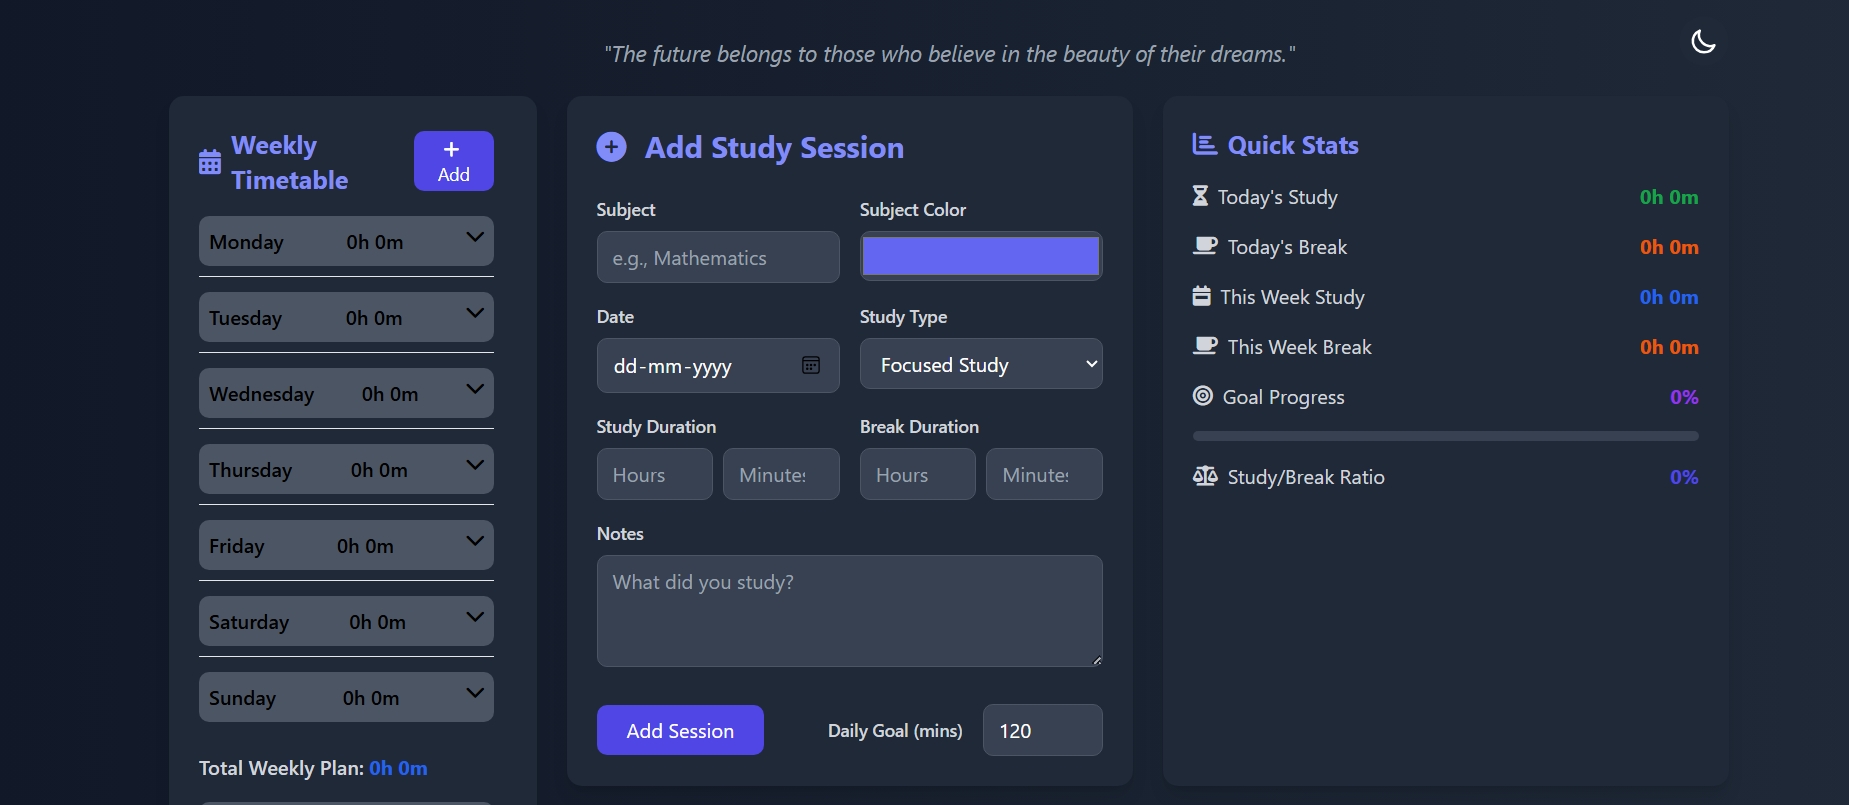 "The future belongs to those who believe in the beauty of their dreams."
Weekly
Timetable
Add
Monday 0h 0m
Tuesday 0h 0m
Wednesday 0h 0m
Thursday 0h 0m
Friday 0h 0m
Saturday 0h 0m
Sunday 0h 0m
Total Weekly Plan: 0h 0m
Add Study Session
Subject Subject Color
e.g., Mathematics
Date Study Type
dd-mm-yyyy Focused Study
Study Duration Break Duration
Hours Minutes Hours Minutes
Notes
What did you study?
Add Session Daily Goal (mins) 120
Quick Stats
Today's Study 0h 0m
Today's Break 0h 0m
This Week Study 0h 0m
This Week Break 0h 0m
Goal Progress 0%
Study/Break Ratio 0%